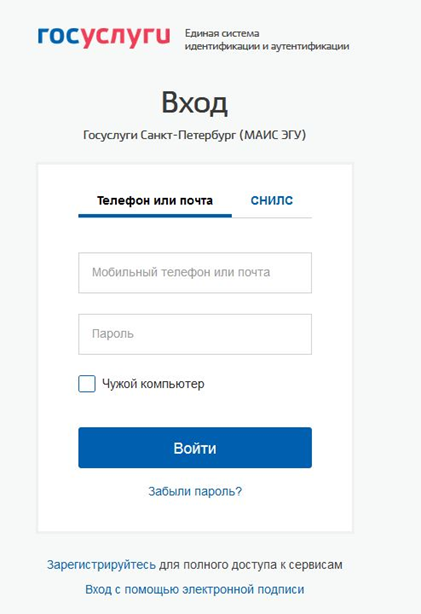 госуслуги
Единая система
идентификации и аутентификации
Вход
Госуслуги Санкт-Петербург (МАИС ЭГУ)
Телефон или почта СНИЛС
Мобильный телефон или почта
Пароль
Чужой компьютер
Войти
Забыли пароль?
Зарегистрируйтесь для полного доступа к сервисам
Вход с помощью электронной подписи